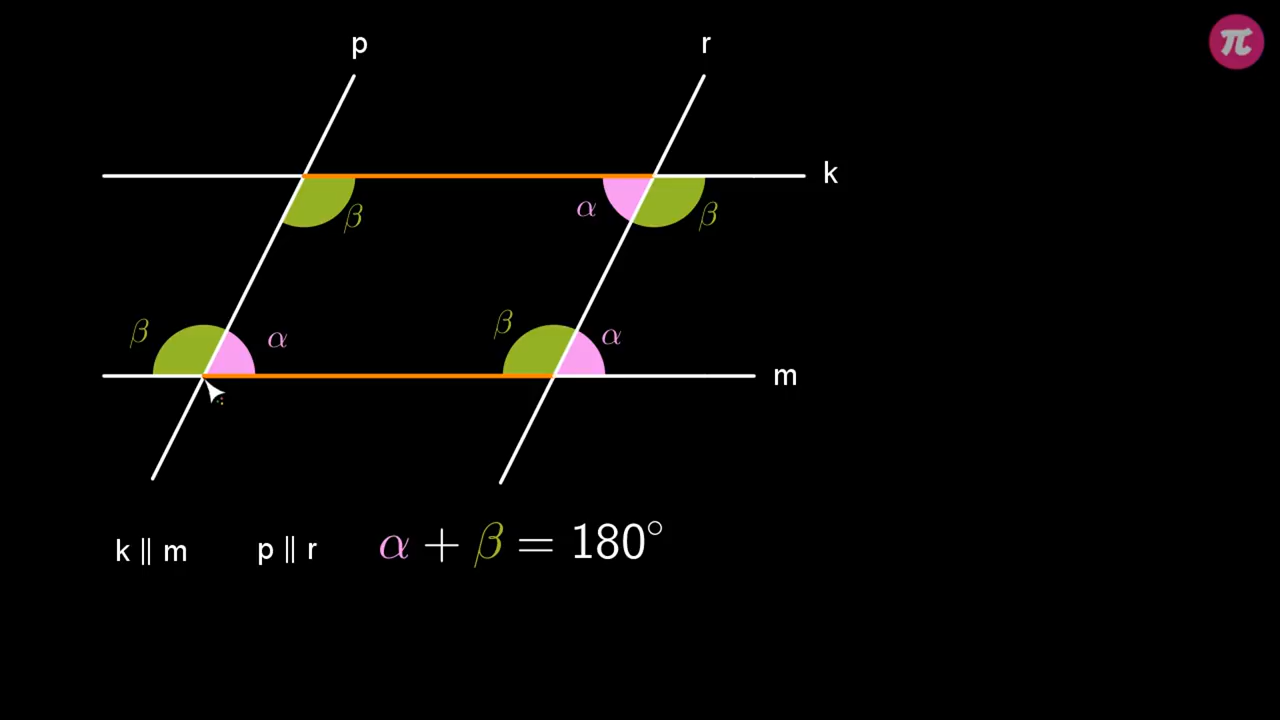 p r
k
β α β
β α β α
m
k ∥ m p ∥ r α + β = 180°
π